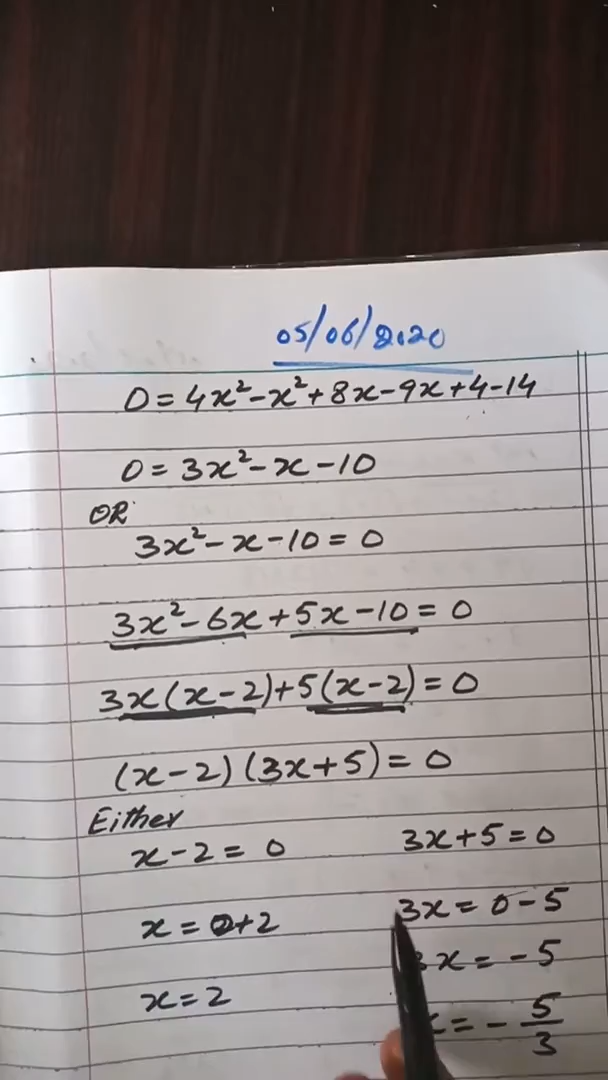 05/06/2020
0 = 4x² - x² + 8x - 9x + 4 - 14
0 = 3x² - x - 10
OR
3x² - x - 10 = 0
3x² - 6x + 5x - 10 = 0
3x(x - 2) + 5(x - 2) = 0
(x - 2) (3x + 5) = 0
Either
x - 2 = 0 3x + 5 = 0
x = 0 + 2 3x = 0 - 5
x = 2 x = - 5
= - 5/3